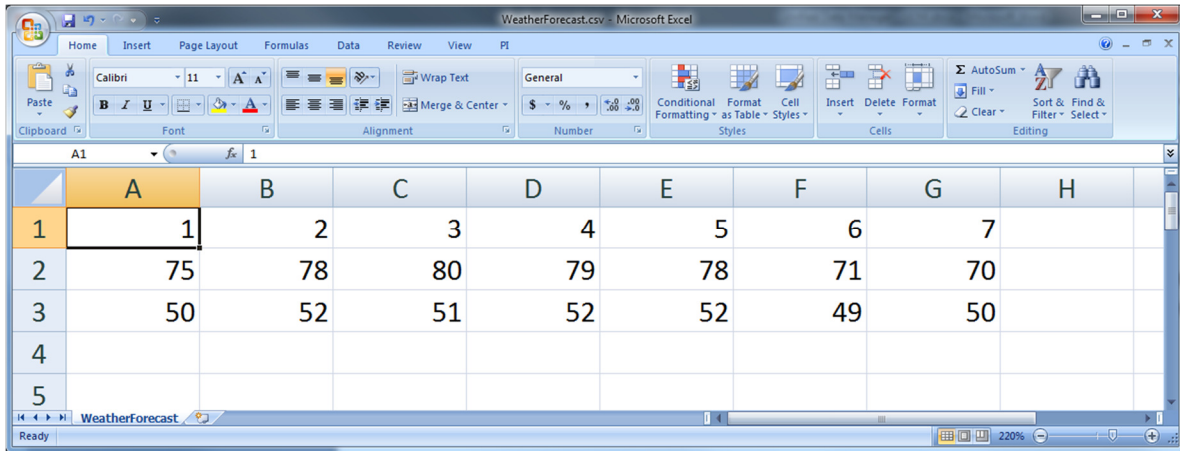 WeatherForecast.csv - Microsoft Excel
Home Insert Page Layout Formulas Data Review View PI
Calibri 11 A A Wrap Text General Σ AutoSum
Paste B I U A Merge & Center $ % , .0 .00 .00 .0 Conditional Formatting Format as Table Cell Styles Insert Delete Format Fill Clear Sort & Filter Find & Select
Clipboard Font Alignment Number Styles Cells Editing
A1 fx 1
A B C D E F G H
1 1 2 3 4 5 6 7
2 75 78 80 79 78 71 70
3 50 52 51 52 52 49 50
4
5
WeatherForecast
Ready 220%